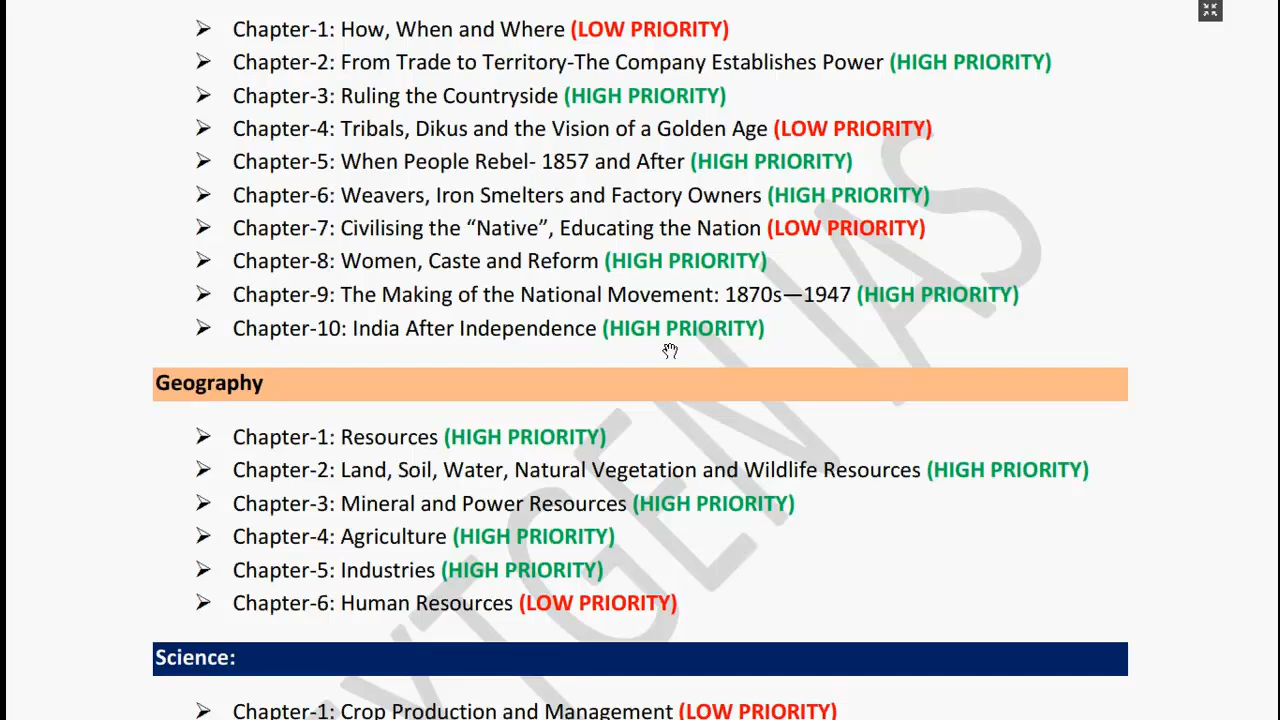 Chapter-1: How, When and Where (LOW PRIORITY)
Chapter-2: From Trade to Territory-The Company Establishes Power (HIGH PRIORITY)
Chapter-3: Ruling the Countryside (HIGH PRIORITY)
Chapter-4: Tribals, Dikus and the Vision of a Golden Age (LOW PRIORITY)
Chapter-5: When People Rebel- 1857 and After (HIGH PRIORITY)
Chapter-6: Weavers, Iron Smelters and Factory Owners (HIGH PRIORITY)
Chapter-7: Civilising the “Native”, Educating the Nation (LOW PRIORITY)
Chapter-8: Women, Caste and Reform (HIGH PRIORITY)
Chapter-9: The Making of the National Movement: 1870s—1947 (HIGH PRIORITY)
Chapter-10: India After Independence (HIGH PRIORITY)
Geography
Chapter-1: Resources (HIGH PRIORITY)
Chapter-2: Land, Soil, Water, Natural Vegetation and Wildlife Resources (HIGH PRIORITY)
Chapter-3: Mineral and Power Resources (HIGH PRIORITY)
Chapter-4: Agriculture (HIGH PRIORITY)
Chapter-5: Industries (HIGH PRIORITY)
Chapter-6: Human Resources (LOW PRIORITY)
Science:
Chapter-1: Crop Production and Management (LOW PRIORITY)
IAS